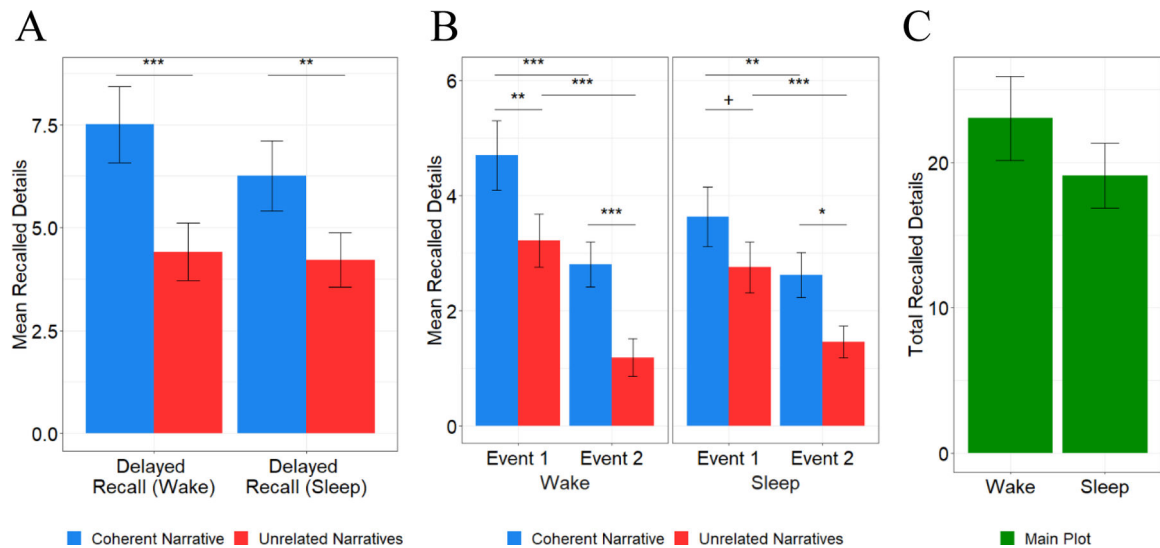 A
B
C
Mean Recalled Details
7.5
5.0
2.5
0.0
***
**
Delayed
Recall (Wake)
Delayed
Recall (Sleep)
Coherent Narrative
Unrelated Narratives
Mean Recalled Details
6
4
2
0
***
***
**
***
**
***
+
*
Event 1
Event 2
Event 1
Event 2
Wake
Sleep
Coherent Narrative
Unrelated Narratives
Total Recalled Details
20
10
0
Wake
Sleep
Main Plot